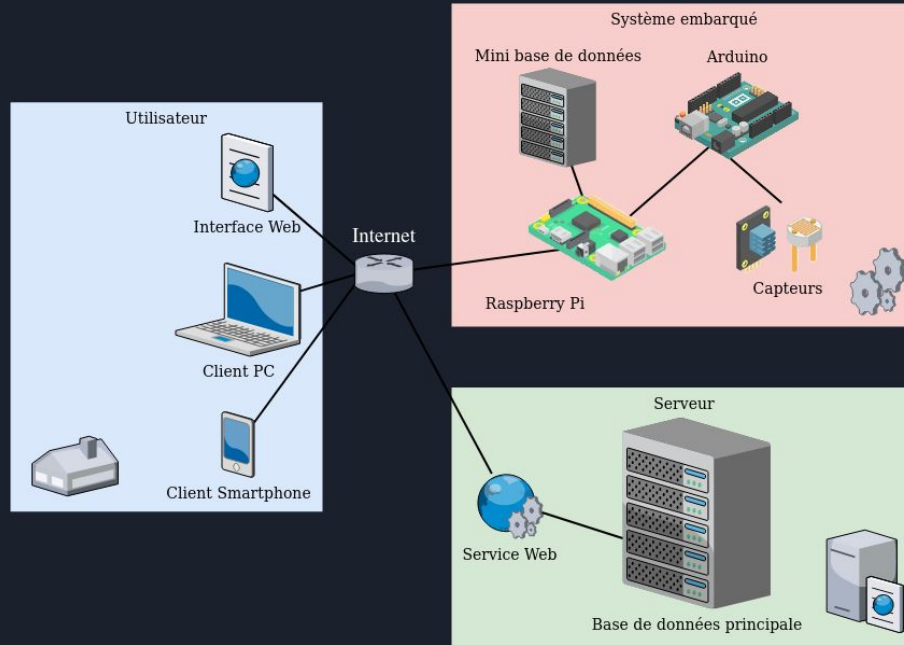 Système embarqué
Mini base de données
Arduino
Utilisateur
Interface Web
Internet
Raspberry Pi
Capteurs
Client PC
Serveur
Client Smartphone
Service Web
Base de données principale